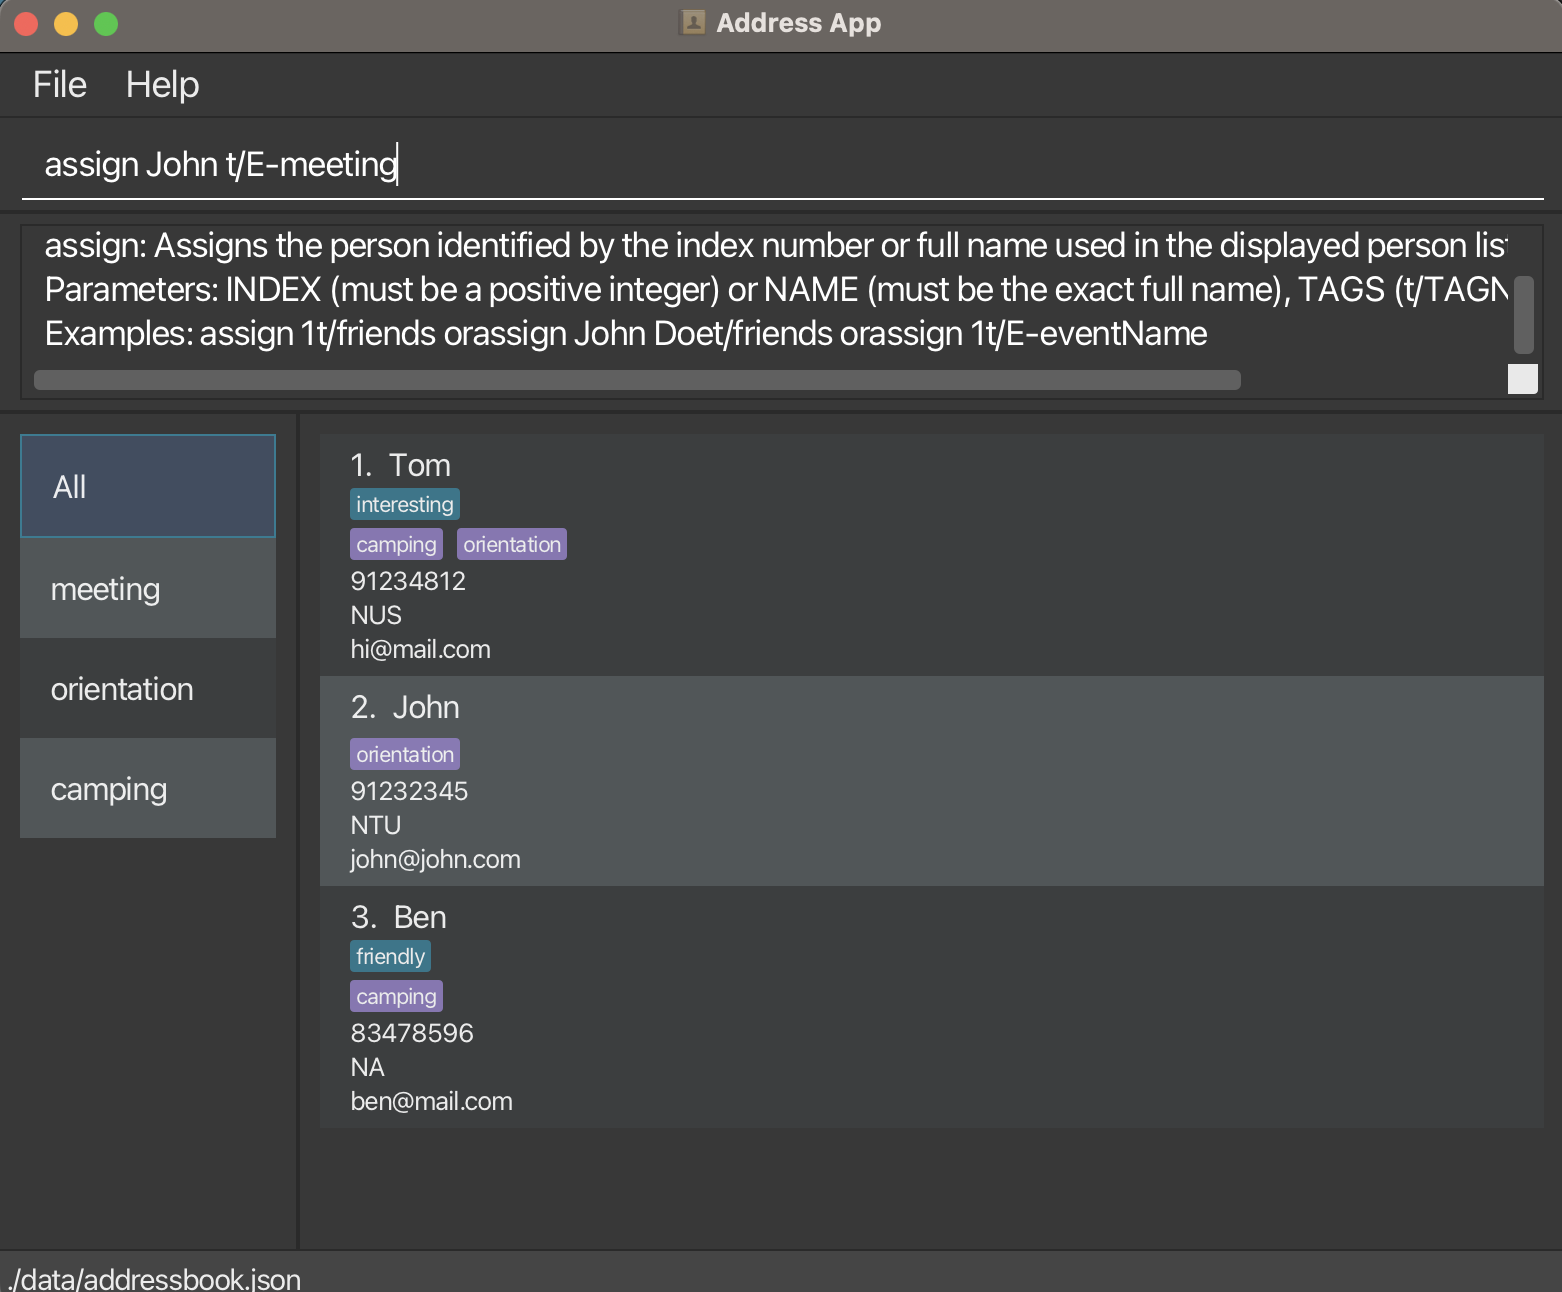 Address App
File Help
assign John t/E-meeting
assign: Assigns the person identified by the index number or full name used in the displayed person list
Parameters: INDEX (must be a positive integer) or NAME (must be the exact full name), TAGS (t/TAGN
Examples: assign 1t/friends orassign John Doet/friends orassign 1t/E-eventName
All
meeting
orientation
camping
1. Tom
interesting
camping orientation
91234812
NUS
hi@mail.com
2. John
orientation
91232345
NTU
john@john.com
3. Ben
friendly
camping
83478596
NA
ben@mail.com
./data/addressbook.json